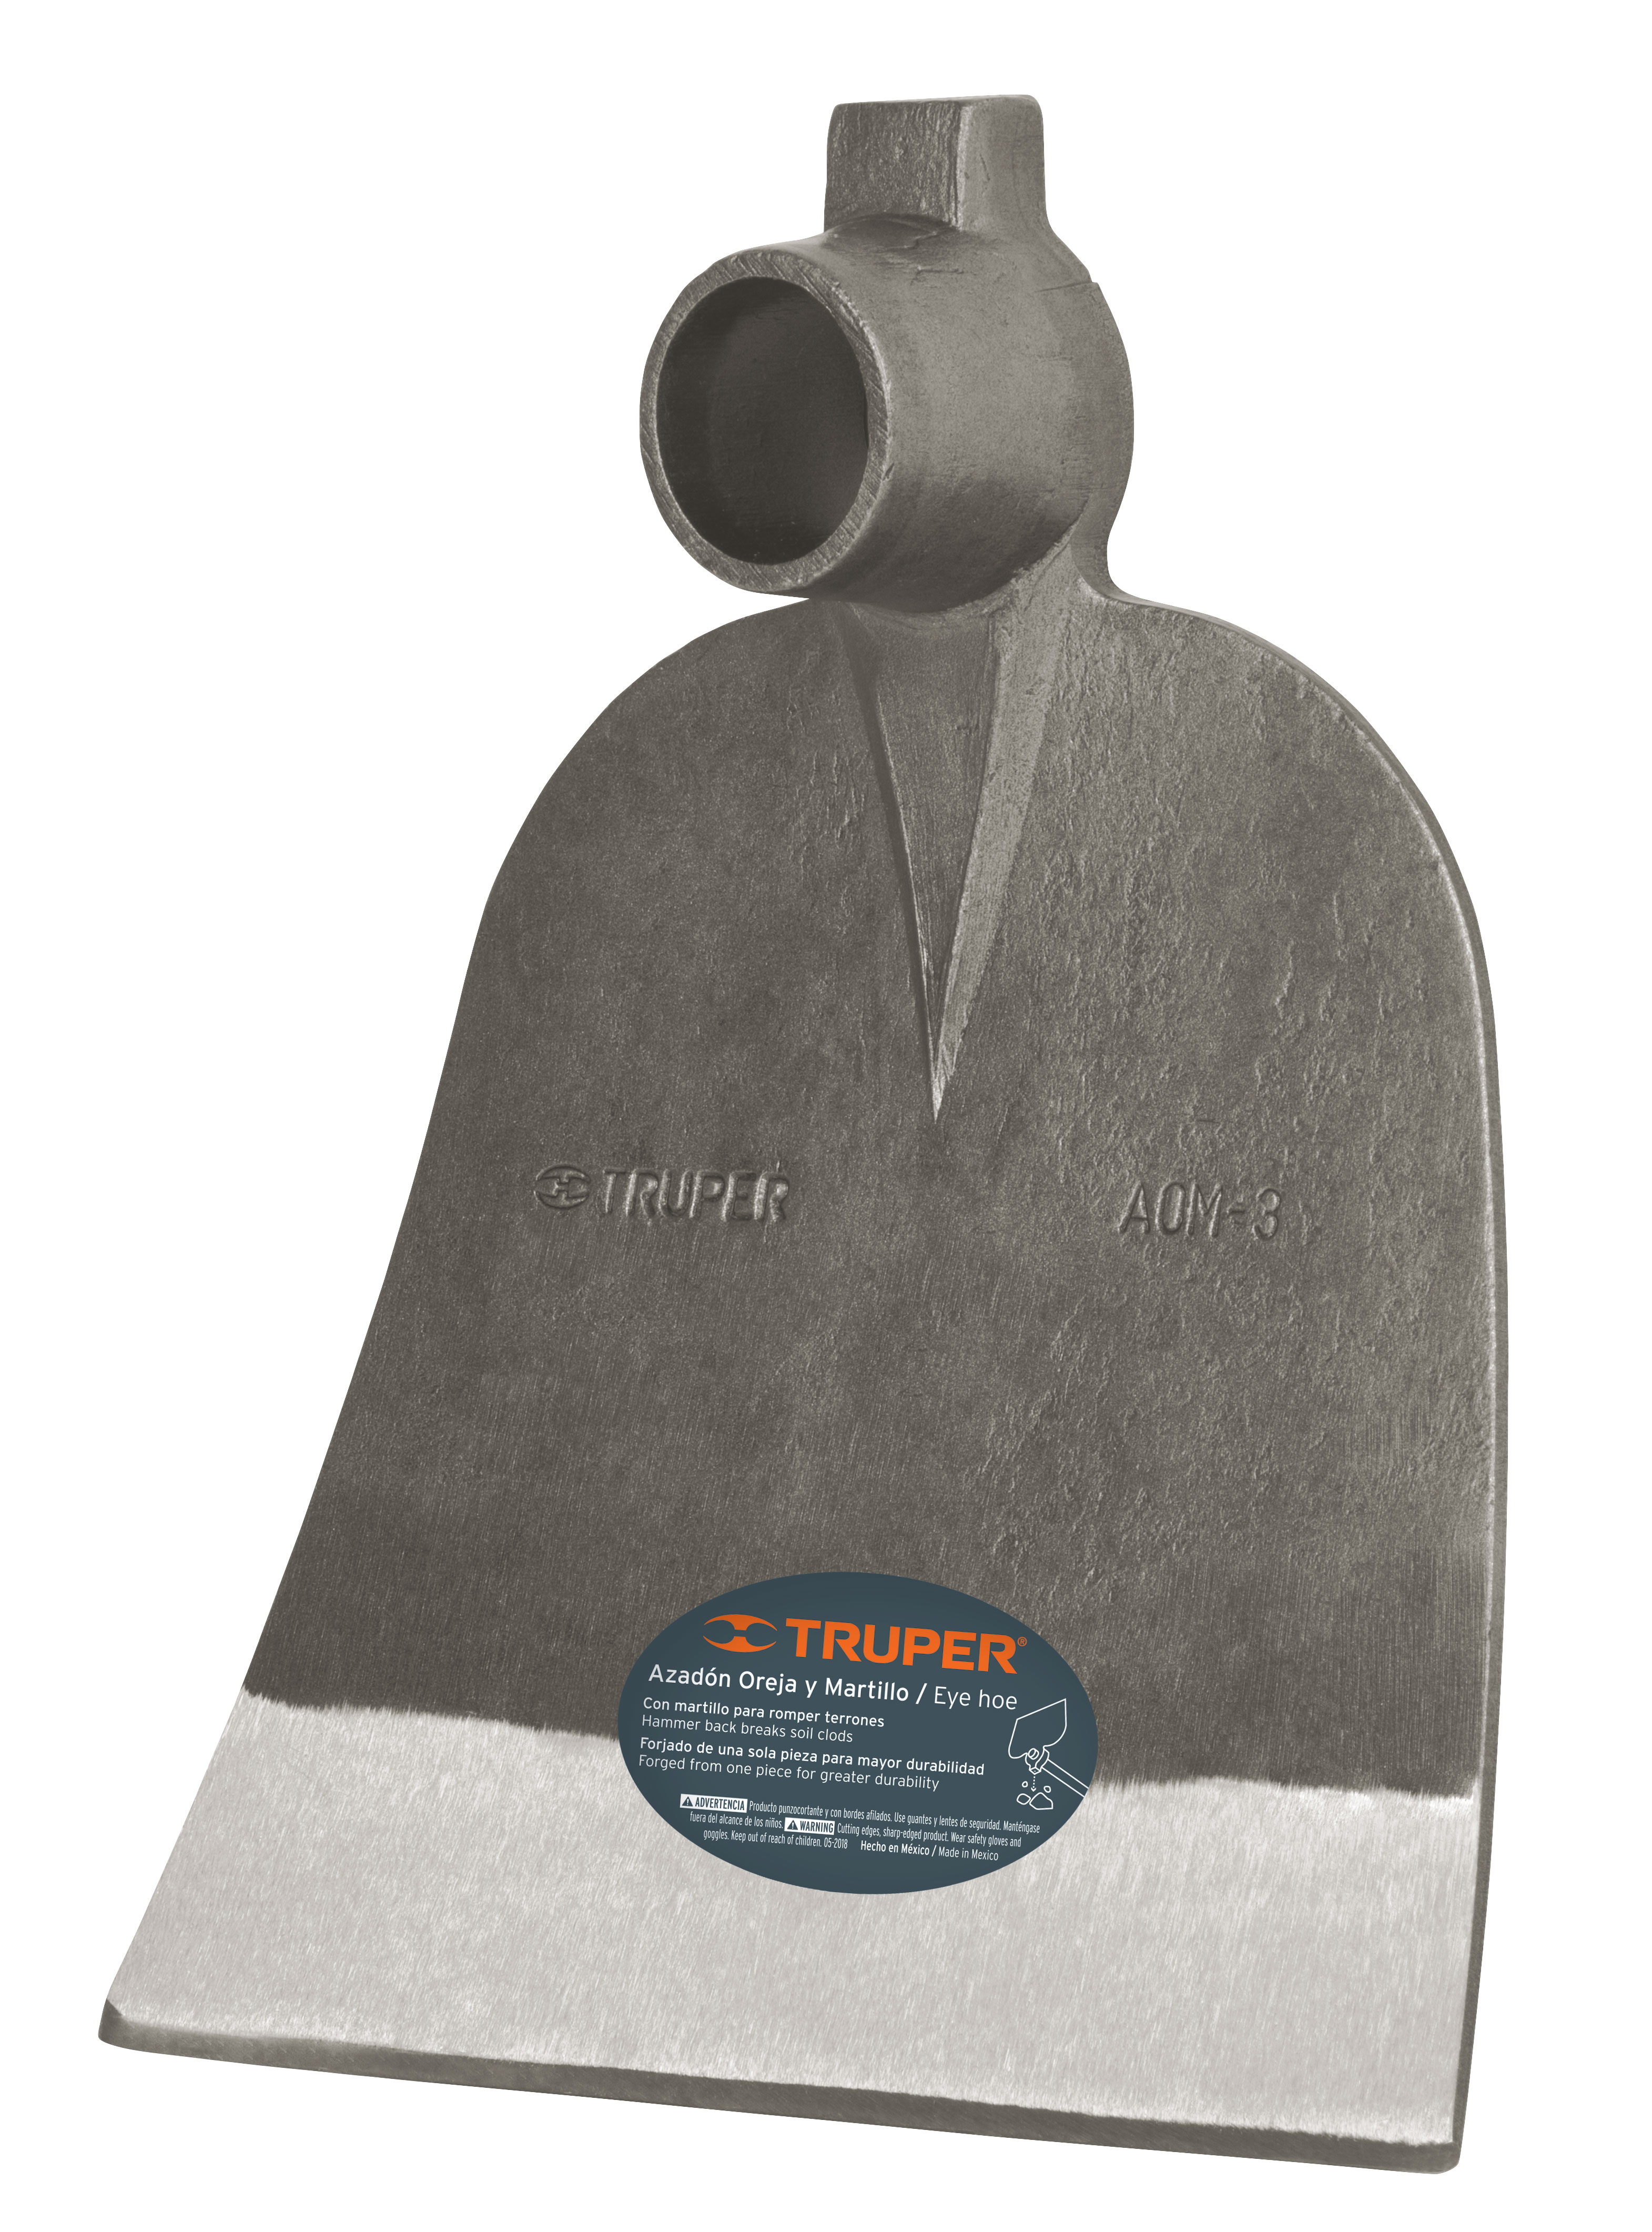 TRUPER
AOM-3
TRUPER®
Azadón Oreja y Martillo / Eye hoe
Con martillo para romper terrones
Hammer back breaks soil clods
Forjado de una sola pieza para mayor durabilidad
Forged from one piece for greater durability
ADVERTENCIA Producto punzocortante y con bordes afilados. Use guantes y lentes de seguridad. Manténgase
fuera del alcance de los niños. WARNING Cutting edges, sharp-edged product. Wear safety gloves and
goggles. Keep out of reach of children. 05-2018 Hecho en México / Made in Mexico